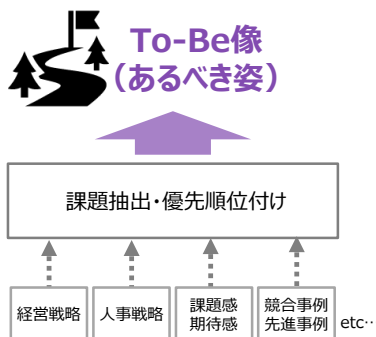 To-Be像
（あるべき姿）
課題抽出・優先順位付け
経営戦略
人事戦略
課題感
期待感
競合事例
先進事例
etc…